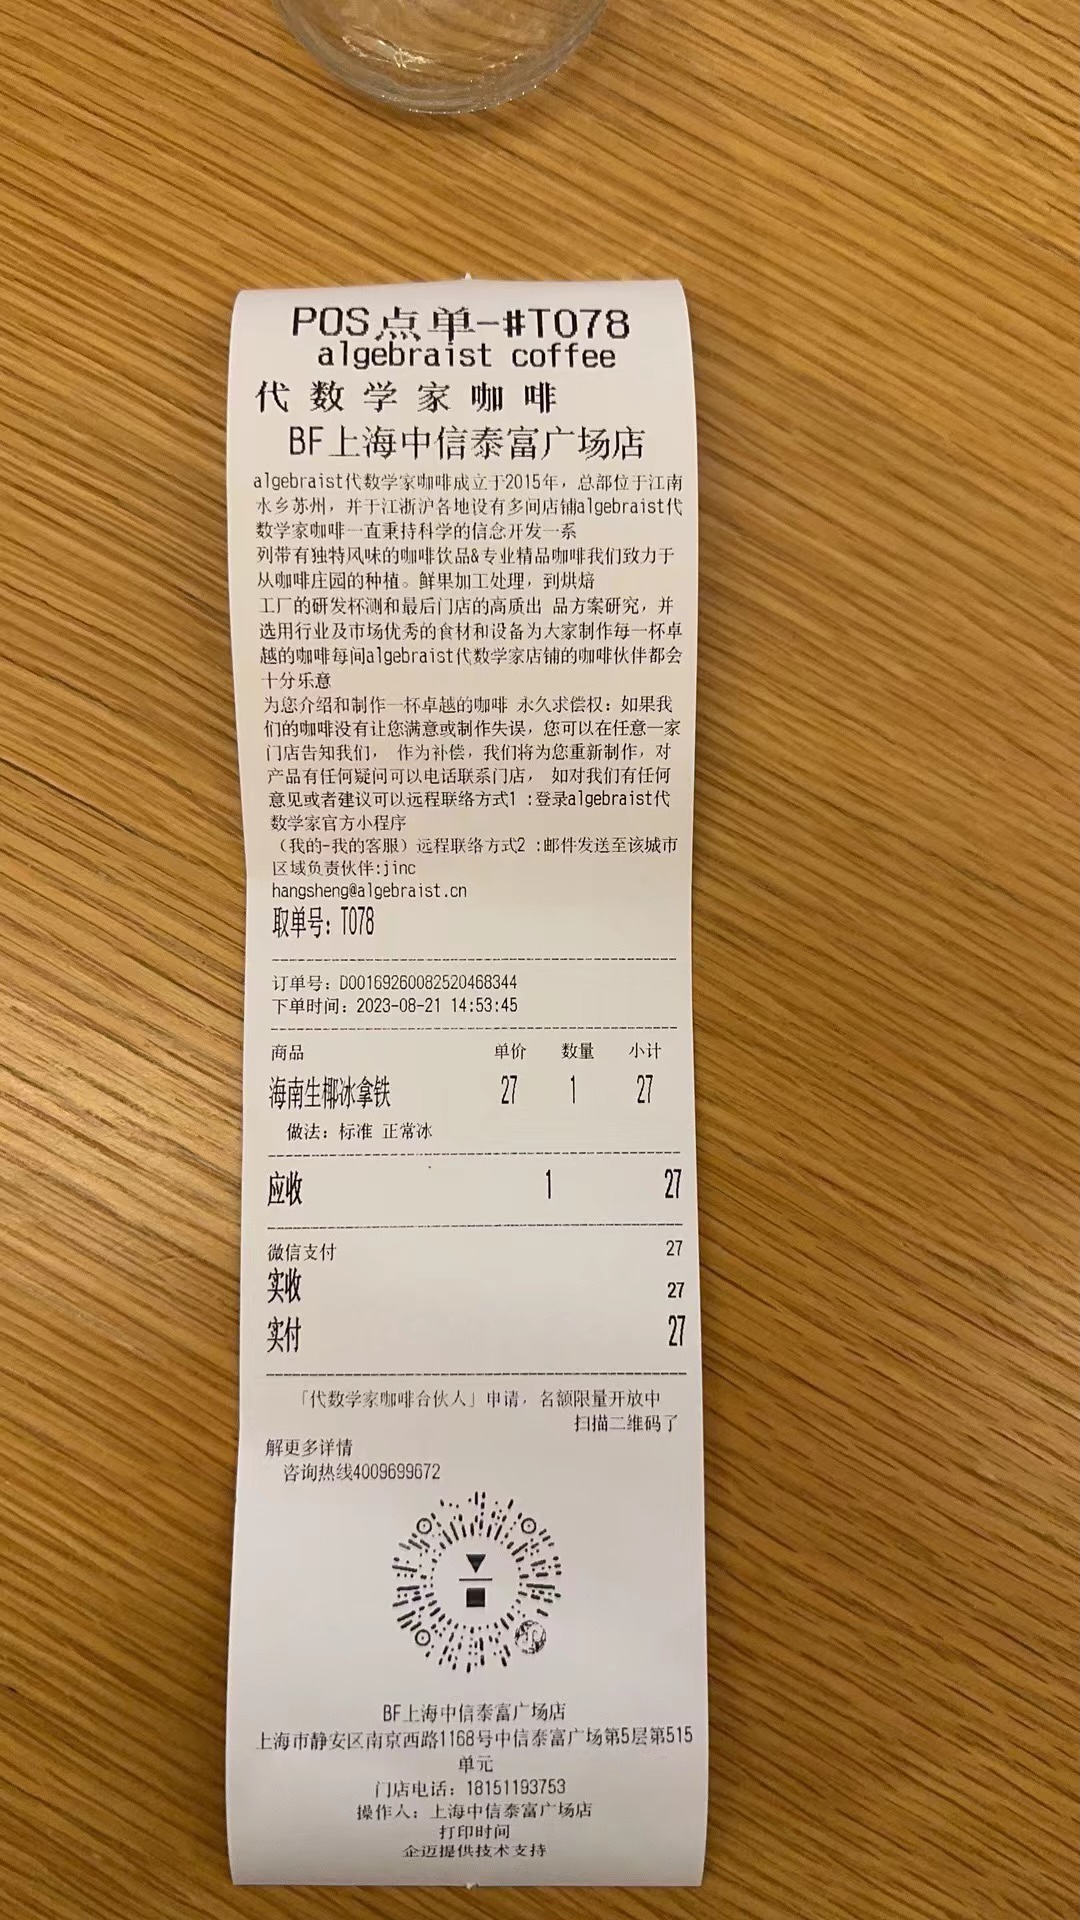 POS点单-#T078
algebraist coffee
代数学家咖啡
BF上海中信泰富广场店
algebraist代数学家咖啡成立于2015年，总部位于江南
水乡苏州，并于江浙沪各地设有多间店铺algebraist代
数学家咖啡一直秉持科学的信念开发一系
列带有独特风味的咖啡饮品&专业精品咖啡我们致力于
从咖啡庄园的种植。鲜果加工处理，到烘焙
工厂的研发杯测和最后门店的高质出 品方案研究，并
选用行业及市场优秀的食材和设备为大家制作每一杯卓
越的咖啡每间algebraist代数学家店铺的咖啡伙伴都会
十分乐意
为您介绍和制作一杯卓越的咖啡 永久求偿权：如果我
们的咖啡没有让您满意或制作失误，您可以在任意一家
门店告知我们， 作为补偿，我们将为您重新制作，对
产品有任何疑问可以电话联系门店， 如对我们有任何
意见或者建议可以远程联络方式1 :登录algebraist代
数学家官方小程序
（我的-我的客服）远程联络方式2 :邮件发送至该城市
区域负责伙伴:jinc
hangsheng@algebraist.cn
取单号：T078
订单号：D00169260082520468344
下单时间：2023-08-21 14:53:45
商品 单价 数量 小计
海南生椰冰拿铁 27 1 27
做法：标准 正常冰
应收 1 27
微信支付 27
实收 27
实付 27
「代数学家咖啡合伙人」申请，名额限量开放中
扫描二维码了
解更多详情
咨询热线4009699672
BF上海中信泰富广场店
上海市静安区南京西路1168号中信泰富广场第5层第515
单元
门店电话：18151193753
操作人：上海中信泰富广场店
打印时间
企迈提供技术支持